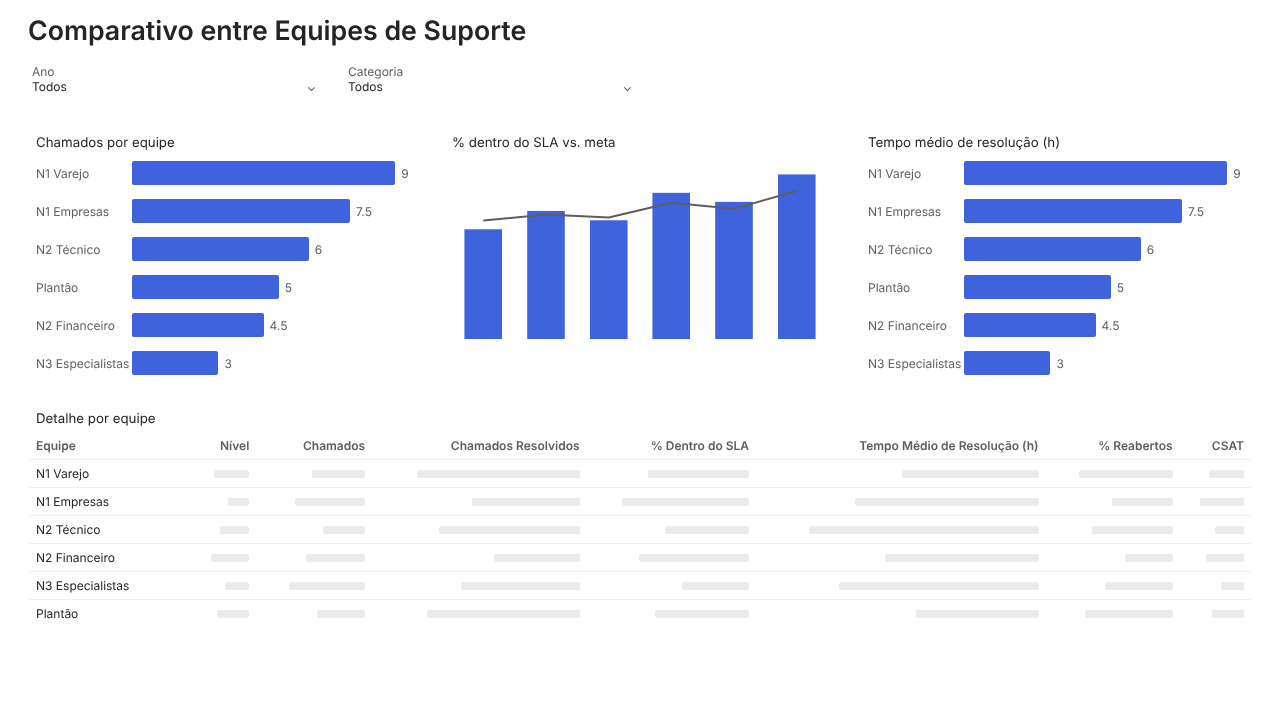 Comparativo entre Equipes de Suporte
Ano
Todos
Categoria
Todos
Chamados por equipe
N1 Varejo 9
N1 Empresas 7.5
N2 Técnico 6
Plantão 5
N2 Financeiro 4.5
N3 Especialistas 3
% dentro do SLA vs. meta
Tempo médio de resolução (h)
N1 Varejo 9
N1 Empresas 7.5
N2 Técnico 6
Plantão 5
N2 Financeiro 4.5
N3 Especialistas 3
Detalhe por equipe
Equipe Nível Chamados Chamados Resolvidos % Dentro do SLA Tempo Médio de Resolução (h) % Reabertos CSAT
N1 Varejo
N1 Empresas
N2 Técnico
N2 Financeiro
N3 Especialistas
Plantão